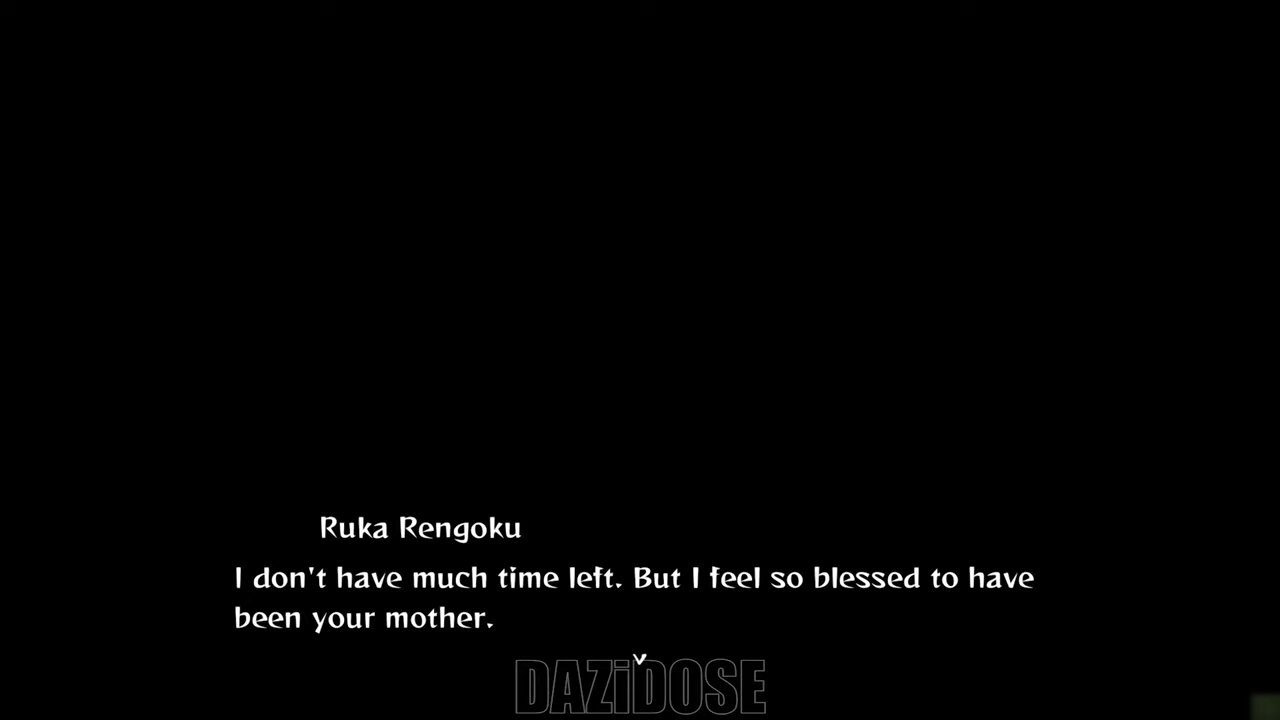 Ruka Rengoku
I don't have much time left. But I feel so blessed to have
been your mother.
DAZiDOSE